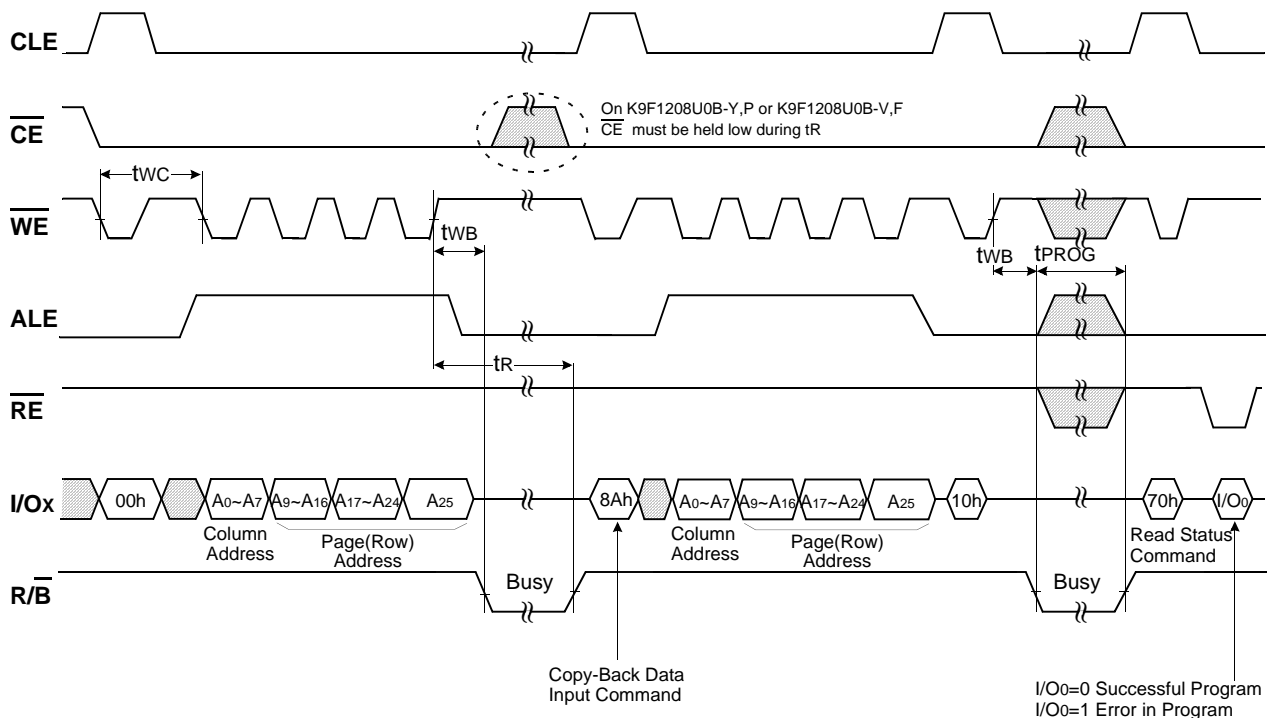 CLE
CE
On K9F1208U0B-Y,P or K9F1208U0B-V,F
CE must be held low during tR
tWC
WE
tWB
tWB
tPROG
ALE
tR
RE
I/Ox
00h
A0~A7
A9~A16
A17~A24
A25
8Ah
A0~A7
A9~A16
A17~A24
A25
10h
70h
I/O0
Column
Address
Page(Row)
Address
Column
Address
Page(Row)
Address
Read Status
Command
R/B
Busy
Busy
Copy-Back Data
Input Command
I/O0=0 Successful Program
I/O0=1 Error in Program